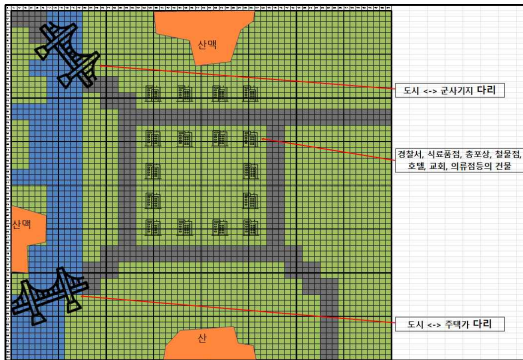 산맥
도시 <-> 군사기지 다리
경찰서, 식료품점, 총포상, 철물점,
호텔, 교회, 의류점등의 건물
산맥
도시 <-> 주택가 다리
산